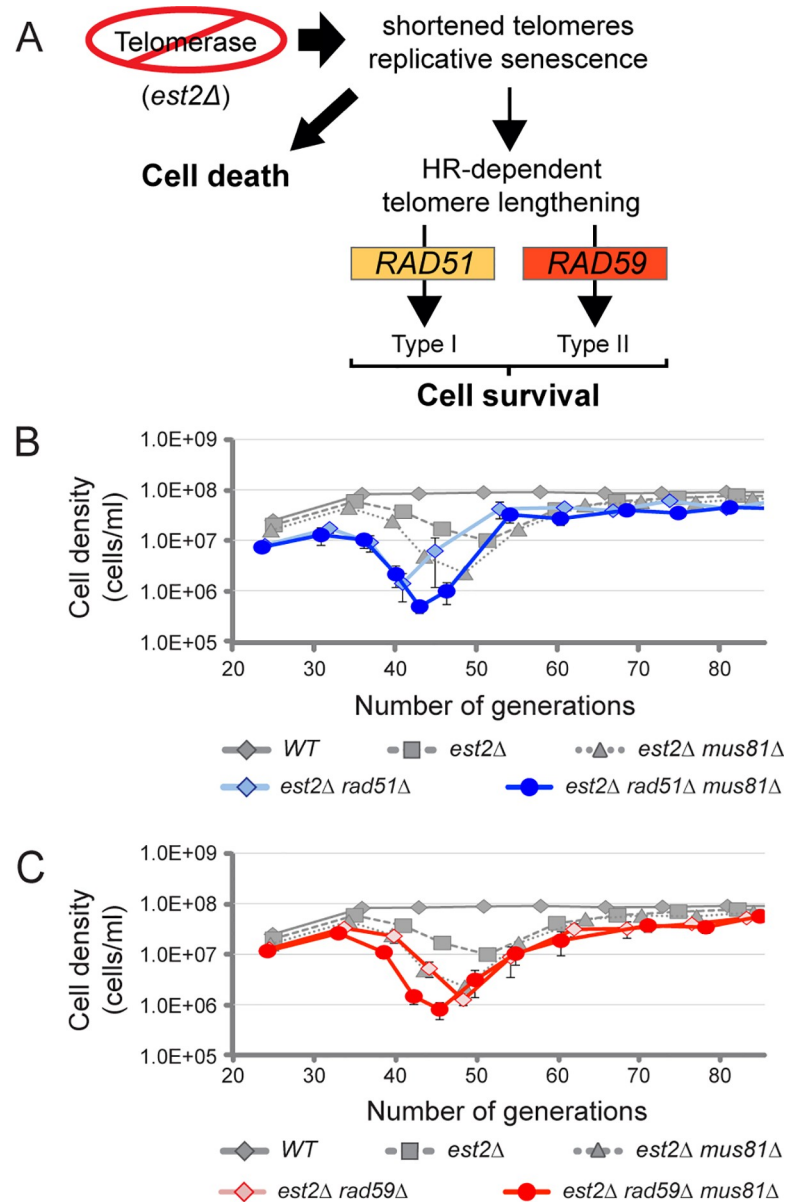 A
Telomerase
(est2Δ)
shortened telomeres
replicative senescence
Cell death
HR-dependent
telomere lengthening
RAD51 RAD59
Type I Type II
Cell survival
B
Cell density
(cells/ml)
1.0E+09
1.0E+08
1.0E+07
1.0E+06
1.0E+05
20 30 40 50 60 70 80
Number of generations
WT est2Δ est2Δ mus81Δ
est2Δ rad51Δ est2Δ rad51Δ mus81Δ
C
Cell density
(cells/ml)
1.0E+09
1.0E+08
1.0E+07
1.0E+06
1.0E+05
20 30 40 50 60 70 80
Number of generations
WT est2Δ est2Δ mus81Δ
est2Δ rad59Δ est2Δ rad59Δ mus81Δ